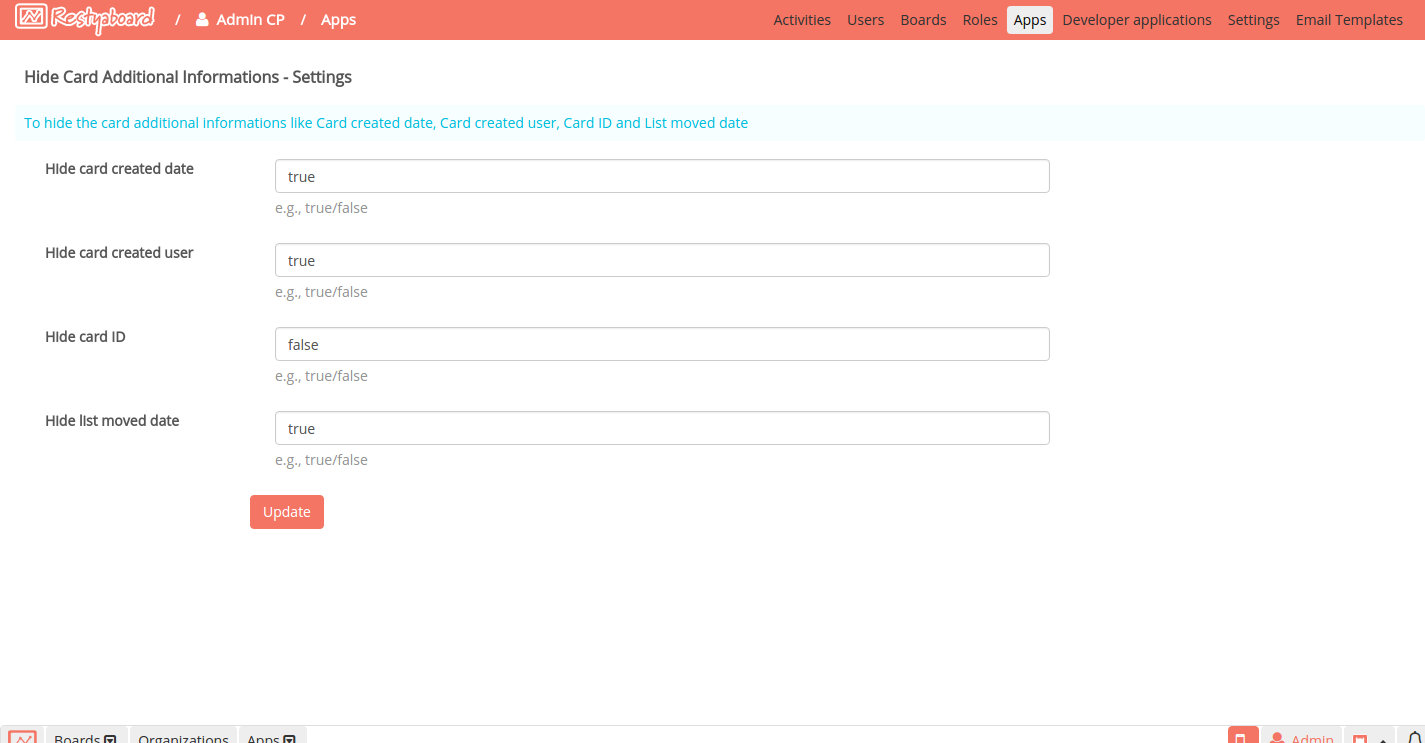 Restyaboard / Admin CP / Apps Activities Users Boards Roles Apps Developer applications Settings Email Templates
Hide Card Additional Informations - Settings
To hide the card additional informations like Card created date, Card created user, Card ID and List moved date
HIde card created date
true
e.g., true/false
HIde card created user
true
e.g., true/false
HIde card ID
false
e.g., true/false
HIde lIst moved date
true
e.g., true/false
Update
Boards Organizations Apps Admin